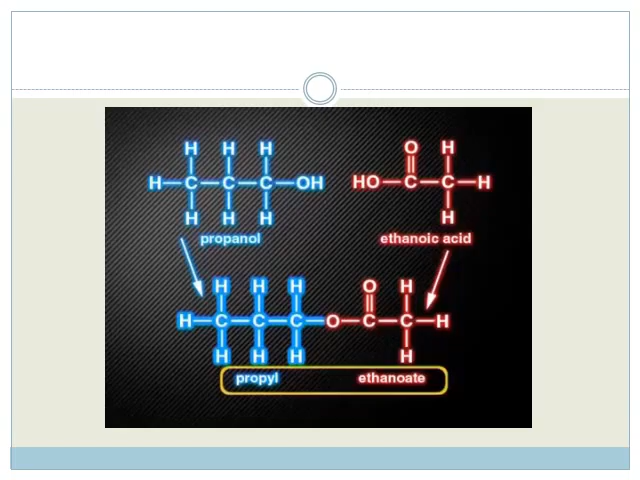 H H H O H
H C C C OH HO C C H
H H H H
propanol ethanoic acid
H H H O H
H C C C O C C H
H H H H
propyl ethanoate